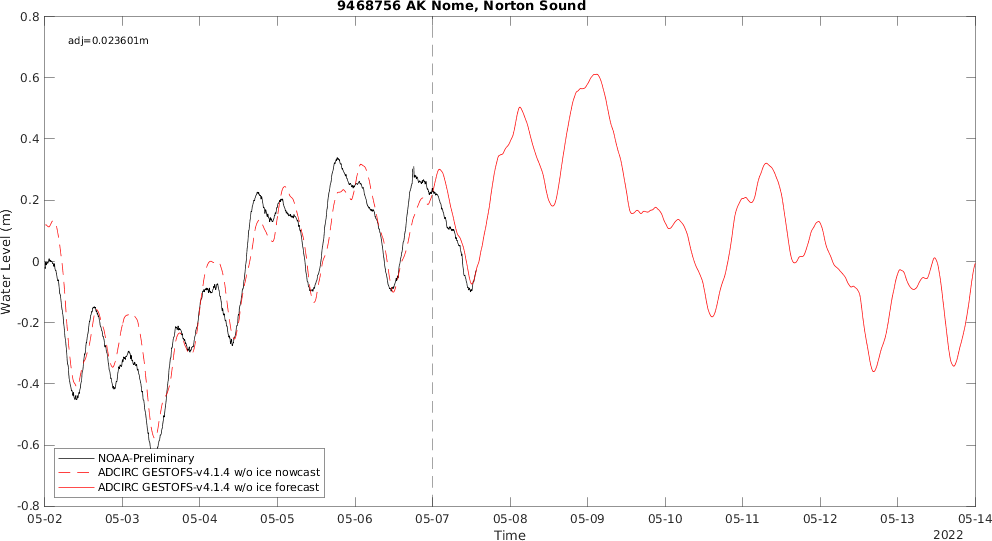 9468756 AK Nome, Norton Sound
adj=0.023601m
0.8
0.6
0.4
0.2
0
-0.2
-0.4
-0.6
-0.8
Water Level (m)
NOAA-Preliminary
ADCIRC GESTOFS-v4.1.4 w/o ice nowcast
ADCIRC GESTOFS-v4.1.4 w/o ice forecast
05-02 05-03 05-04 05-05 05-06 05-07 05-08 05-09 05-10 05-11 05-12 05-13 05-14
Time
2022